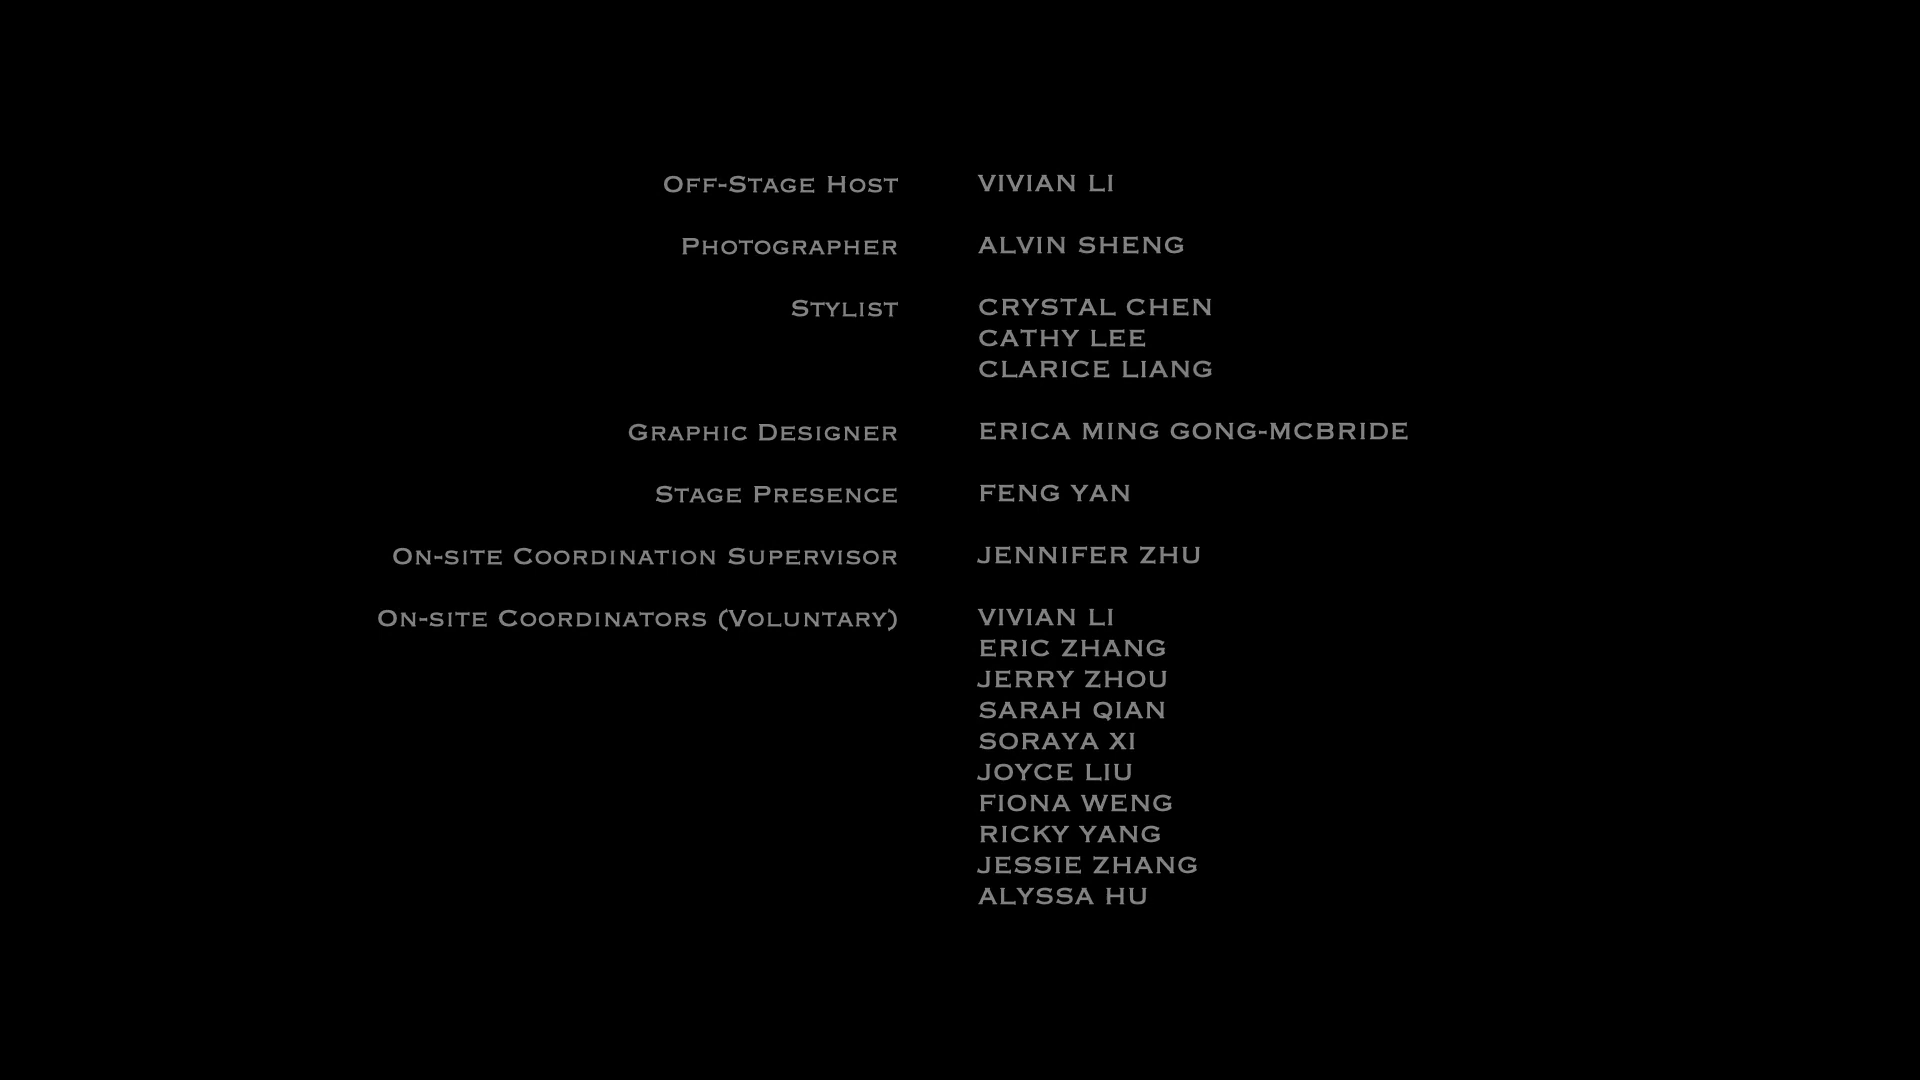 Off-Stage Host VIVIAN LI
Photographer ALVIN SHENG
Stylist CRYSTAL CHEN
CATHY LEE
CLARICE LIANG
Graphic Designer ERICA MING GONG-MCBRIDE
Stage Presence FENG YAN
On-site Coordination Supervisor JENNIFER ZHU
On-site Coordinators (Voluntary) VIVIAN LI
ERIC ZHANG
JERRY ZHOU
SARAH QIAN
SORAYA XI
JOYCE LIU
FIONA WENG
RICKY YANG
JESSIE ZHANG
ALYSSA HU